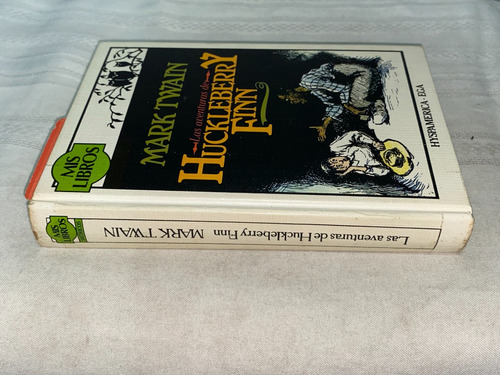 MARK TWAIN
Las aventuras de
HUCKLEBERRY
FINN
MIS
LIBROS
HYSPAMERICA · EGA
Las aventuras de Huckleberry Finn MARK TWAIN
MIS
LIBROS